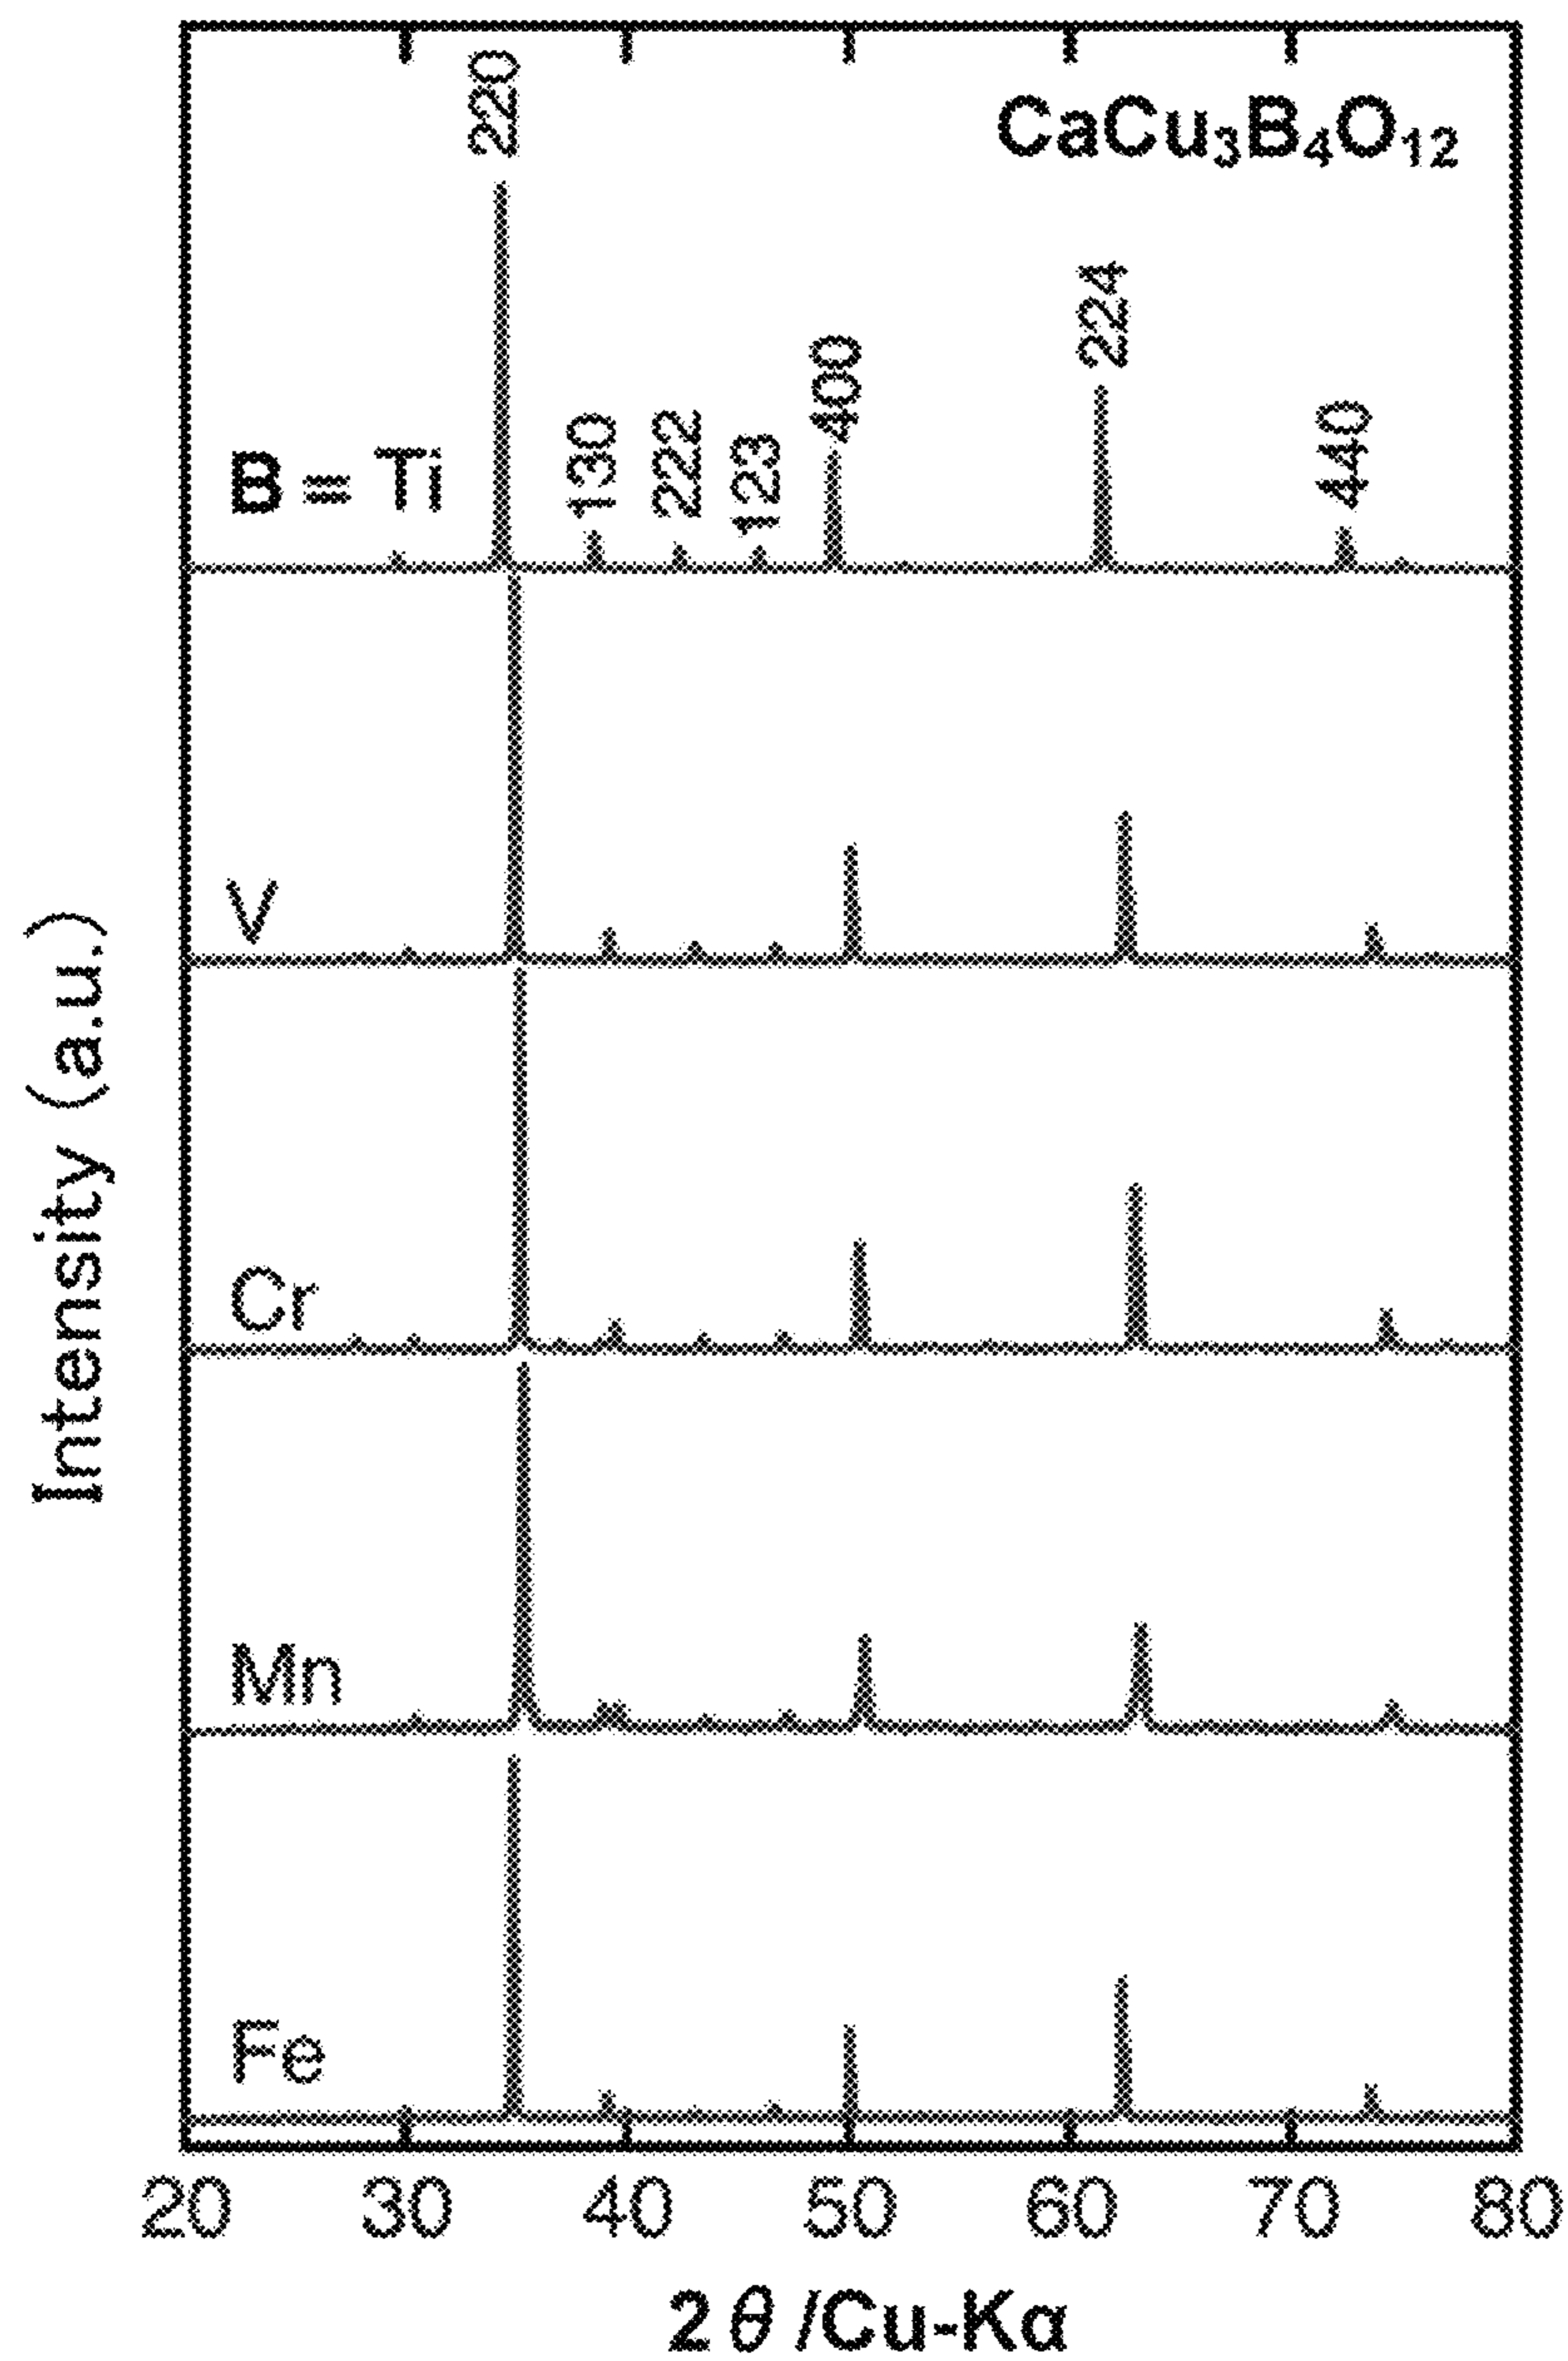 CaCu₃B₄O₁₂
220
130
222
123
400
224
440
B = Ti
V
Cr
Mn
Fe
Intensity (a.u.)
20 30 40 50 60 70 80
2θ/Cu-Kα